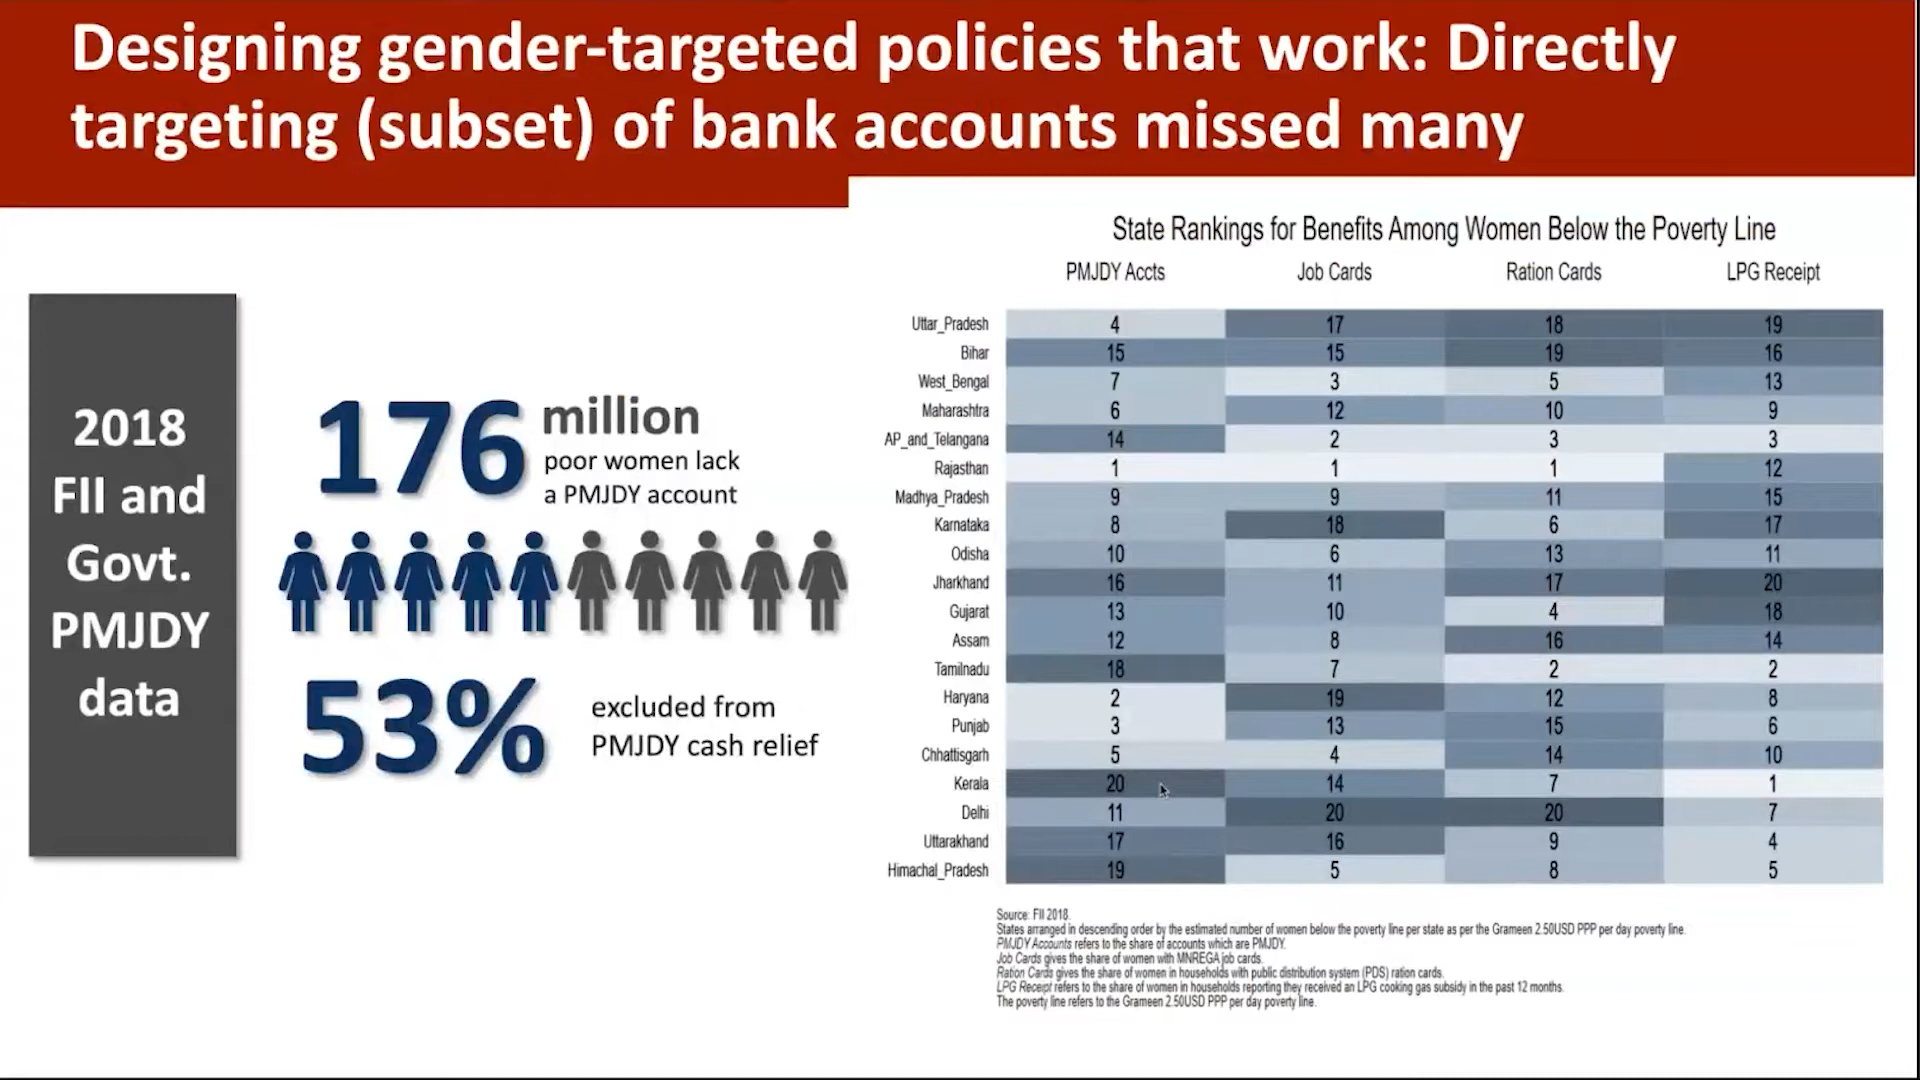 Designing gender-targeted policies that work: Directly
targeting (subset) of bank accounts missed many
2018
FII and
Govt.
PMJDY
data
176 million
poor women lack
a PMJDY account
53%
excluded from
PMJDY cash relief
State Rankings for Benefits Among Women Below the Poverty Line
PMJDY Accts Job Cards Ration Cards LPG Receipt
Uttar_Pradesh 4 17 18 19
Bihar 15 15 19 16
West_Bengal 7 3 5 13
Maharashtra 6 12 10 9
AP_and_Telangana 14 2 3 3
Rajasthan 1 1 1 12
Madhya_Pradesh 9 9 11 15
Karnataka 8 18 6 17
Odisha 10 6 13 11
Jharkhand 16 11 17 20
Gujarat 13 10 4 18
Assam 12 8 16 14
Tamilnadu 18 7 2 2
Haryana 2 19 12 8
Punjab 3 13 15 6
Chhattisgarh 5 4 14 10
Kerala 20 14 7 1
Delhi 11 20 20 7
Uttarakhand 17 16 9 4
Himachal_Pradesh 19 5 8 5
Source: FII 2018.
States arranged in descending order by the estimated number of women below the poverty line per state as per the Grameen 2.50USD PPP per day poverty line.
PMJDY Accounts refers to the share of accounts which are PMJDY.
Job Cards gives the share of women with MNREGA job cards.
Ration Cards gives the share of women in households with public distribution system (PDS) ration cards.
LPG Receipt refers to the share of women in households reporting they received an LPG cooking gas subsidy in the past 12 months.
The poverty line refers to the Grameen 2.50USD PPP per day poverty line.